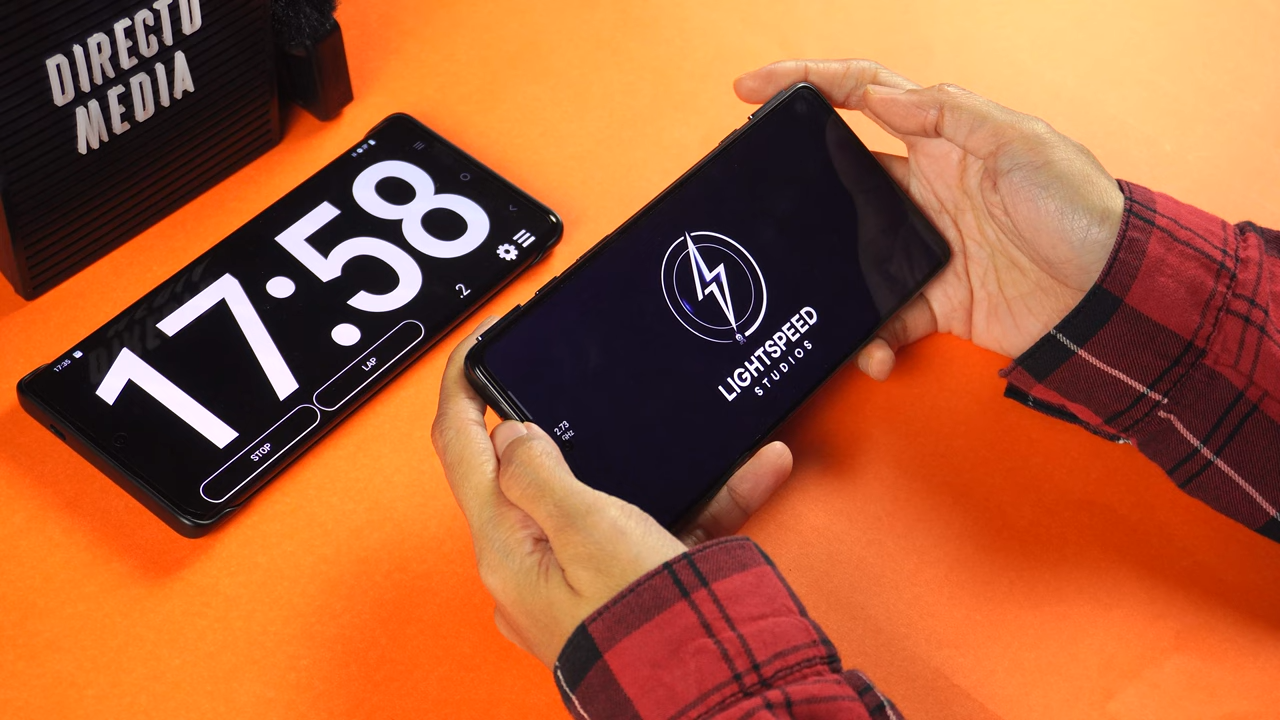 DIRECTD
MEDIA
17:35
17:58
.2
STOP
LAP
LIGHTSPEED
STUDIOS
2.73
GHz